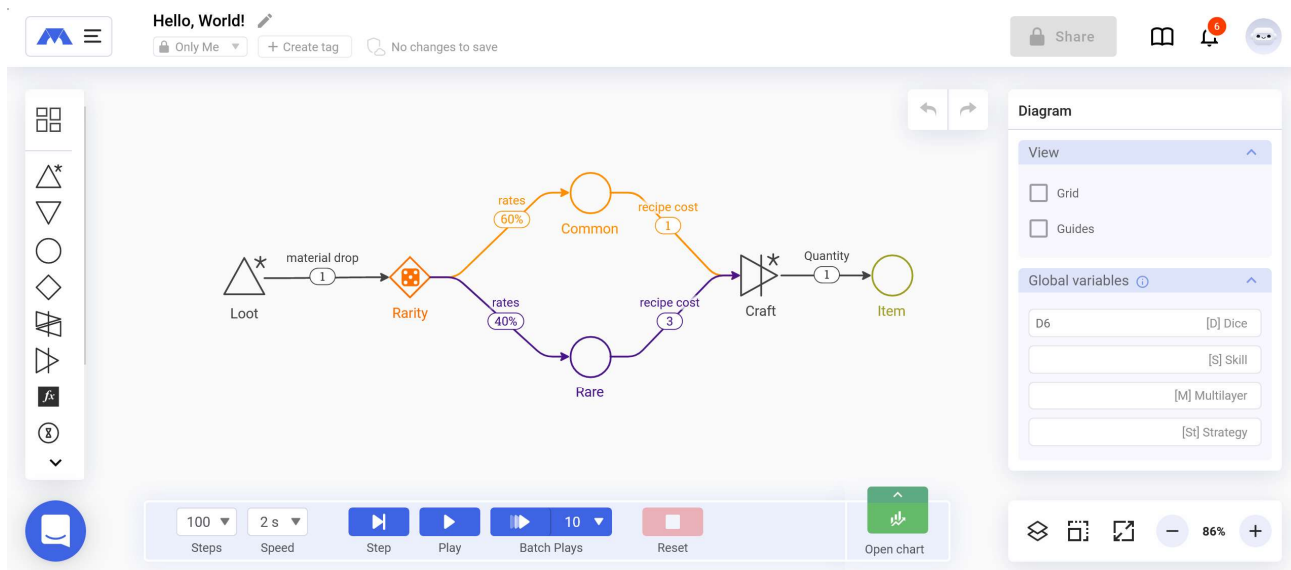 Hello, World!
Only Me
+ Create tag
No changes to save
Share
6
Diagram
View
Grid
Guides
Global variables
D6 [D] Dice
[S] Skill
[M] Multilayer
[St] Strategy
fx
Loot
material drop
1
Rarity
rates
60%
Common
recipe cost
1
rates
40%
Rare
recipe cost
3
Craft
Quantity
1
Item
100
Steps
2 s
Speed
Step
Play
10
Batch Plays
Reset
Open chart
86%